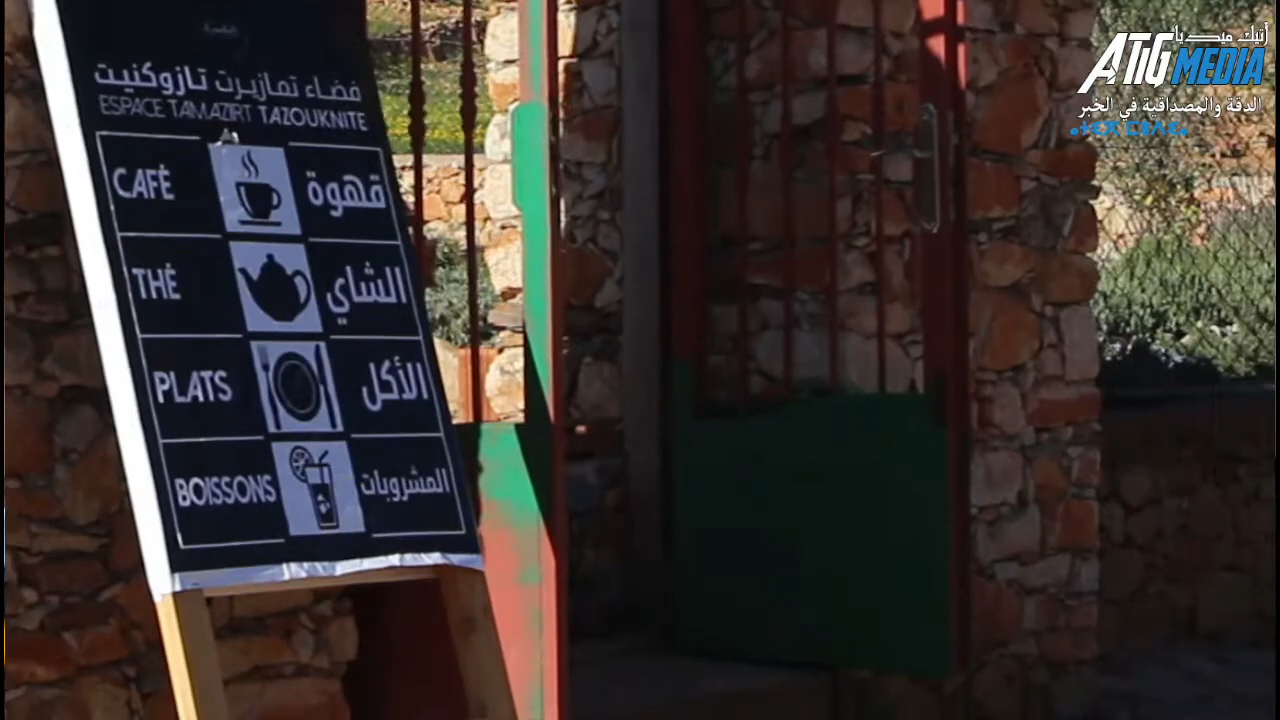 فضاء تمازيرت تازوكنيت
ESPACE TAMAZIRT TAZOUKNITE
CAFÉ قهوة
THÉ الشاي
PLATS الأكل
BOISSONS المشروبات
أتيك ميديا
ATIG MEDIA
الدقة والمصداقية في الخبر